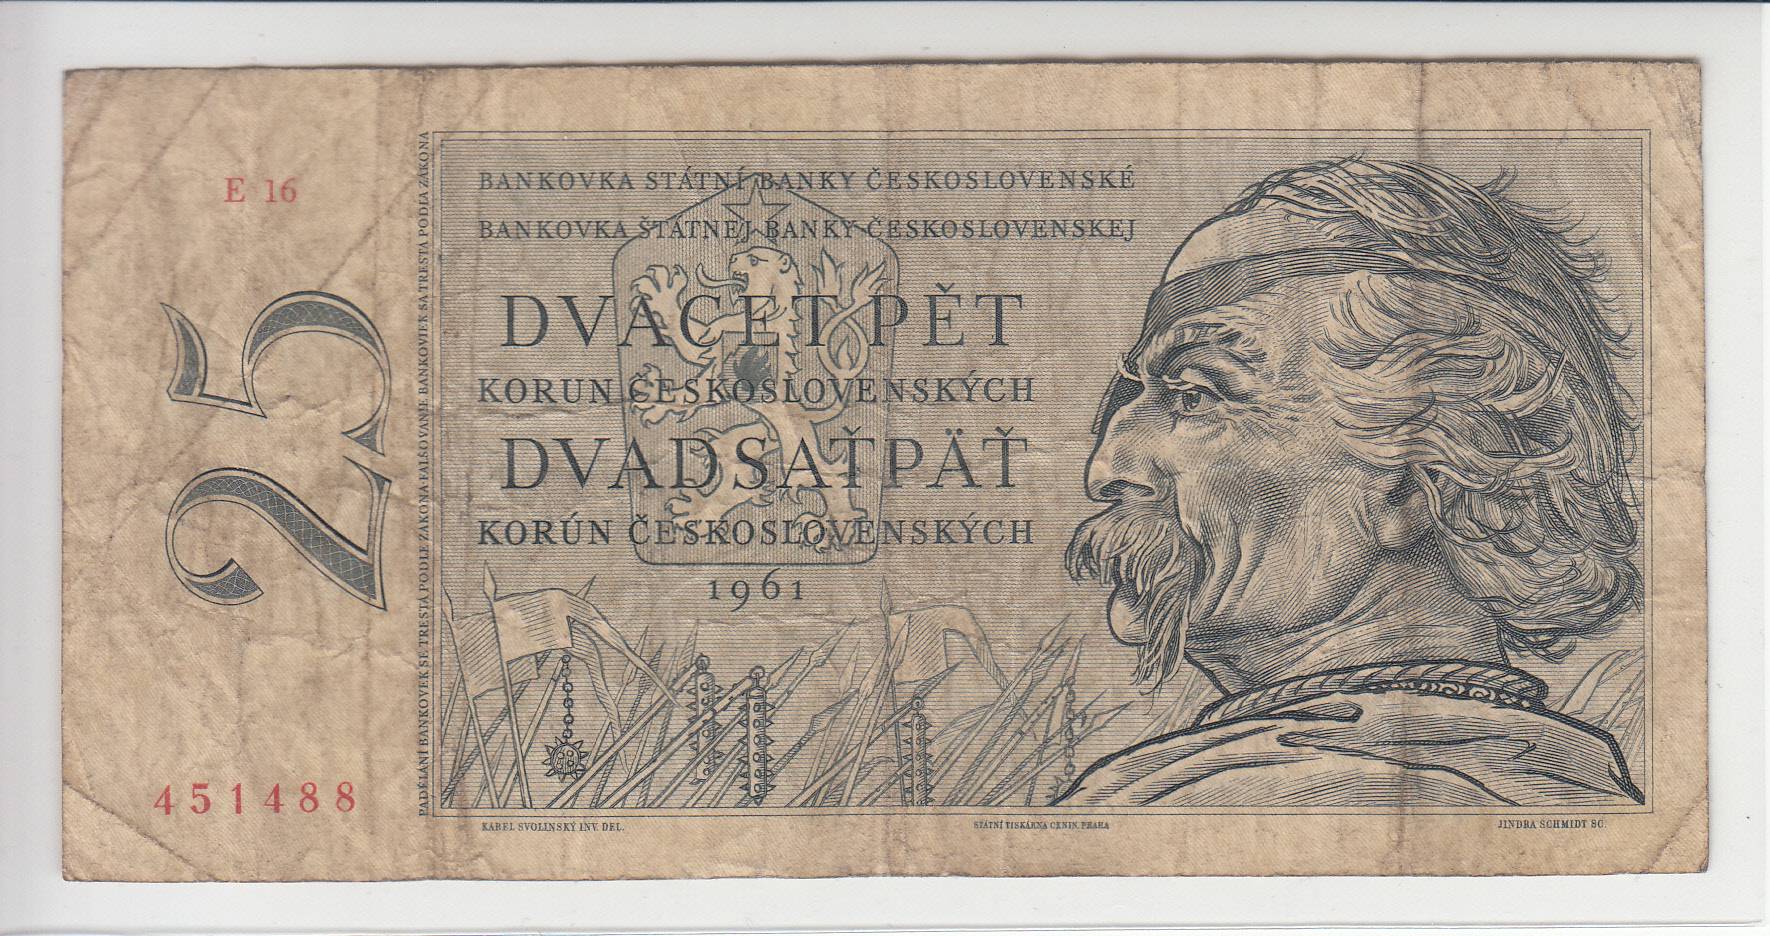 E 16
25
451488
PADĚLÁNÍ BANKOVEK SE TRESTÁ PODLE ZÁKONA FALŠOVANIE BANKOVIEK SA TRESTÁ PODĽA ZÁKONA
BANKOVKA STÁTNÍ BANKY ČESKOSLOVENSKÉ
BANKOVKA ŠTÁTNEJ BANKY ČESKOSLOVENSKEJ
DVACET PĚT
KORUN ČESKOSLOVENSKÝCH
DVADSAŤPÄŤ
KORÚN ČESKOSLOVENSKÝCH
1961
KAREL SVOLINSKÝ INV. DEL.
STÁTNÍ TISKÁRNA CENIN, PRAHA
JINDRA SCHMIDT SC.